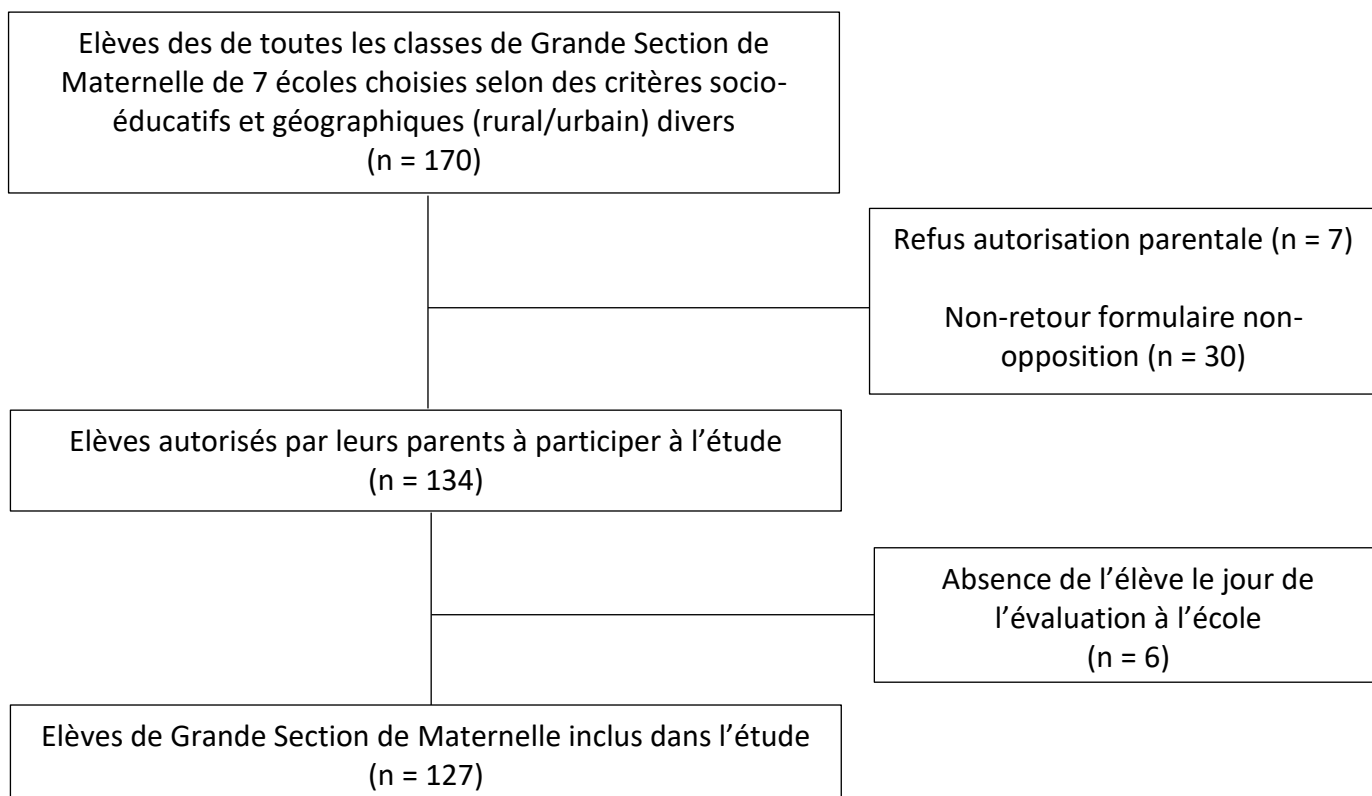 Elèves des de toutes les classes de Grande Section de
Maternelle de 7 écoles choisies selon des critères socio-
éducatifs et géographiques (rural/urbain) divers
(n = 170)
Refus autorisation parentale (n = 7)
Non-retour formulaire non-
opposition (n = 30)
Elèves autorisés par leurs parents à participer à l’étude
(n = 134)
Absence de l’élève le jour de
l’évaluation à l’école
(n = 6)
Elèves de Grande Section de Maternelle inclus dans l’étude
(n = 127)